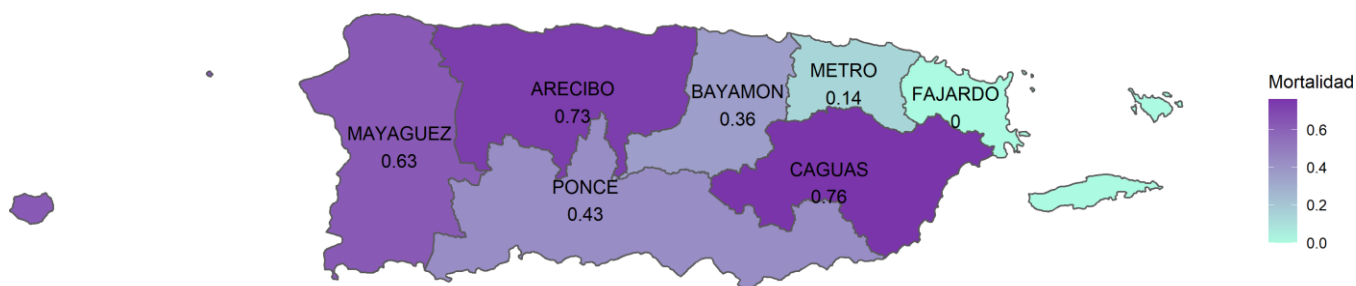 ARECIBO
0.73
BAYAMON
0.36
METRO
0.14
FAJARDO
0
MAYAGUEZ
0.63
PONCE
0.43
CAGUAS
0.76
Mortalidad
0.6
0.4
0.2
0.0